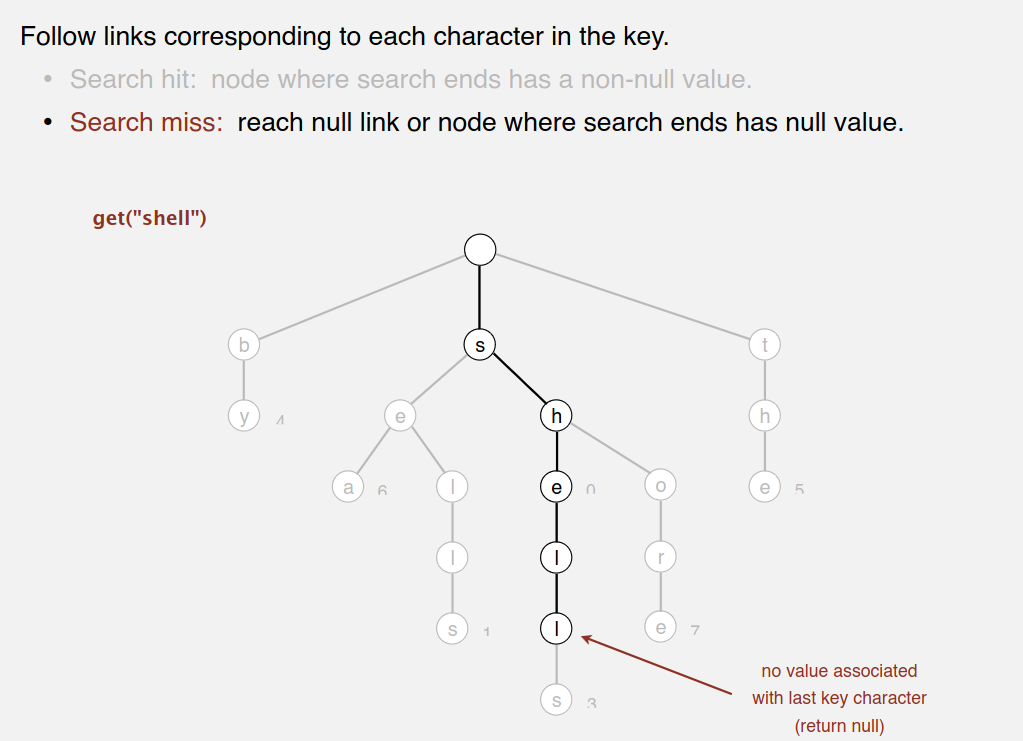 Follow links corresponding to each character in the key.
• Search hit: node where search ends has a non-null value.
• Search miss: reach null link or node where search ends has null value.
get("shell")
b s t
y 4 e h h
a 6 l e 0 o e 5
l l r
s 1 l e 7
s 3
no value associated
with last key character
(return null)